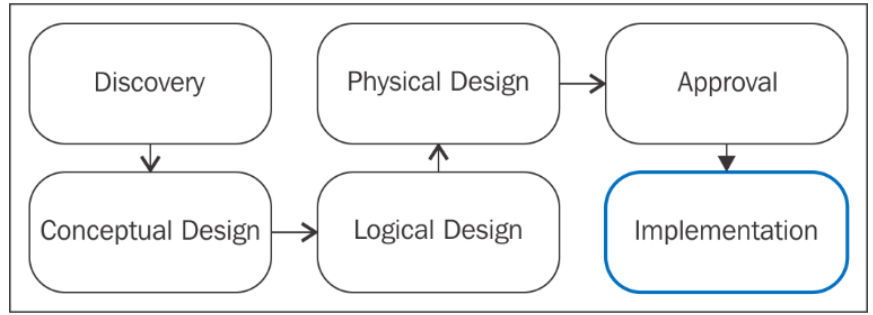 Discovery
Conceptual Design
Logical Design
Physical Design
Approval
Implementation